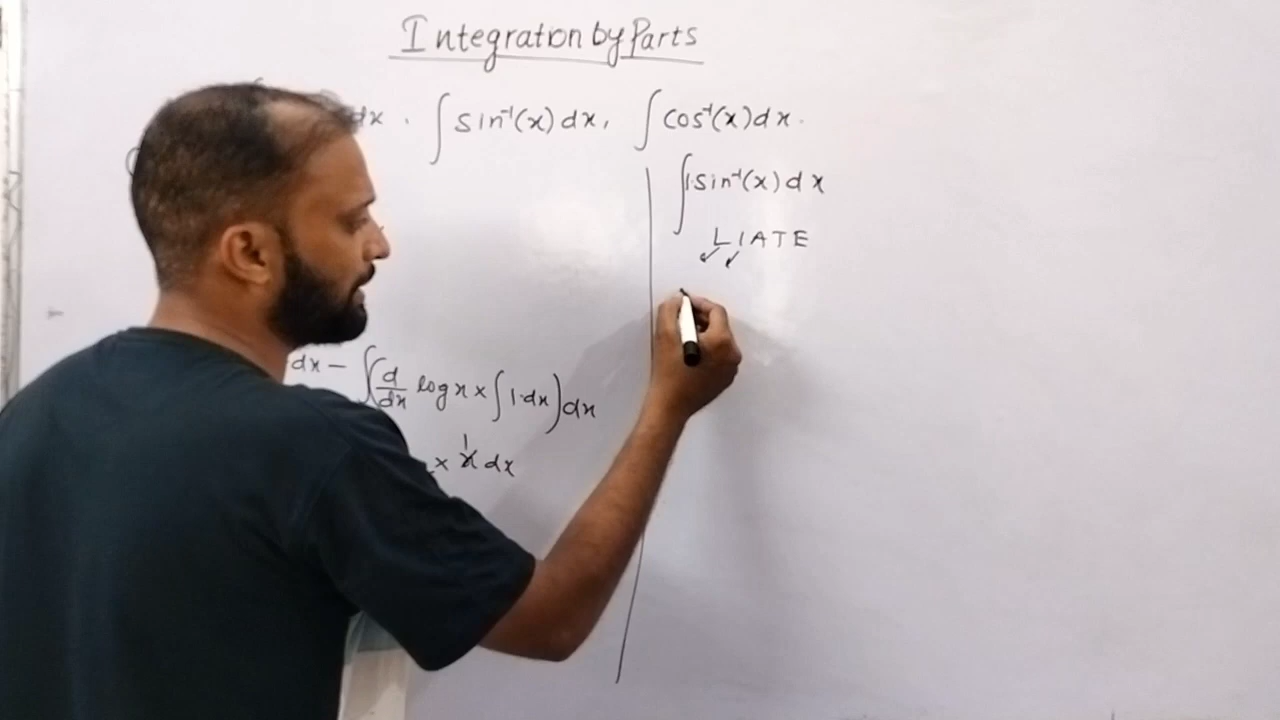 Integration by Parts
dx . ∫ sin⁻¹(x) dx, ∫ cos⁻¹(x) dx.
∫ 1·sin⁻¹(x) dx
LIATE
dx − ∫(d/dx log x × ∫ 1·dx) dx
x × 1/x dx